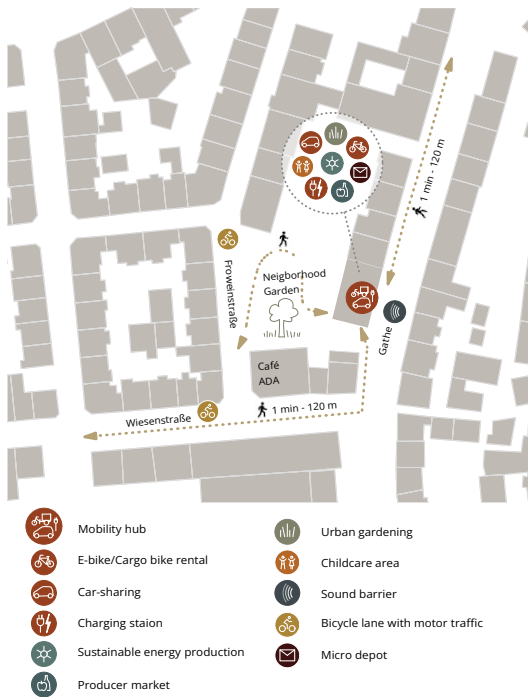 1 min - 120 m
Neigborhood
Garden
Froweinstraße
Gathe
Café
ADA
1 min - 120 m
Wiesenstraße
Mobility hub
E-bike/Cargo bike rental
Car-sharing
Charging staion
Sustainable energy production
Producer market
Urban gardening
Childcare area
Sound barrier
Bicycle lane with motor traffic
Micro depot